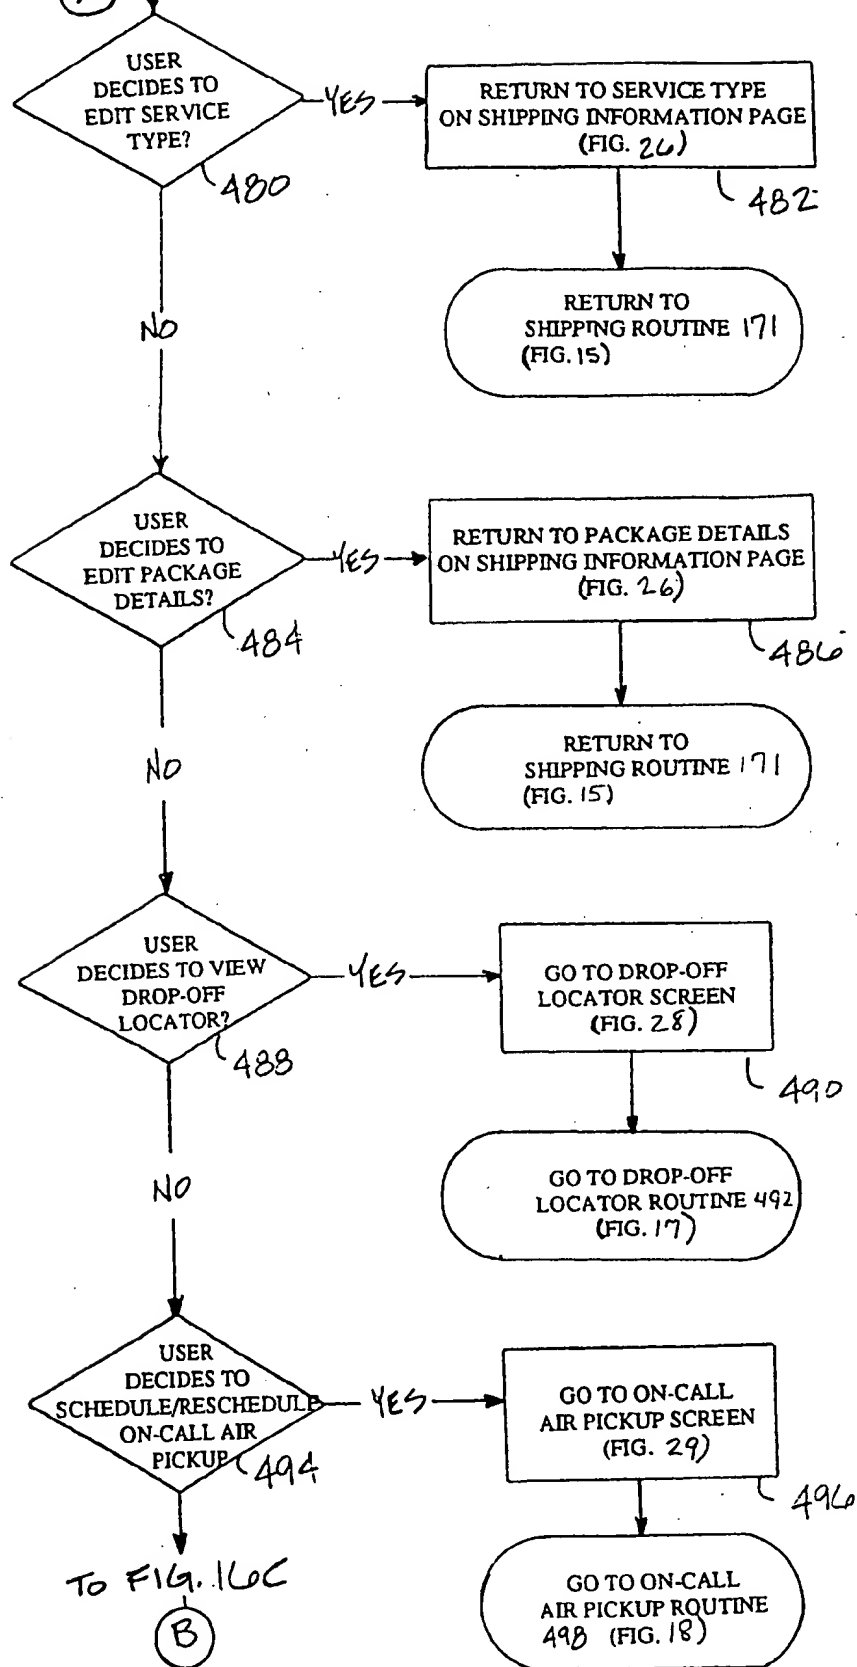 USER
DECIDES TO
EDIT SERVICE
TYPE?
480
YES
RETURN TO SERVICE TYPE
ON SHIPPING INFORMATION PAGE
(FIG. 26)
482
RETURN TO
SHIPPING ROUTINE 171
(FIG. 15)
NO
USER
DECIDES TO
EDIT PACKAGE
DETAILS?
484
YES
RETURN TO PACKAGE DETAILS
ON SHIPPING INFORMATION PAGE
(FIG. 26)
486
RETURN TO
SHIPPING ROUTINE 171
(FIG. 15)
NO
USER
DECIDES TO VIEW
DROP-OFF
LOCATOR?
488
YES
GO TO DROP-OFF
LOCATOR SCREEN
(FIG. 28)
490
GO TO DROP-OFF
LOCATOR ROUTINE 492
(FIG. 17)
NO
USER
DECIDES TO
SCHEDULE/RESCHEDULE
ON-CALL AIR
PICKUP
494
YES
GO TO ON-CALL
AIR PICKUP SCREEN
(FIG. 29)
496
GO TO ON-CALL
AIR PICKUP ROUTINE
498 (FIG. 18)
TO FIG. 16C
B